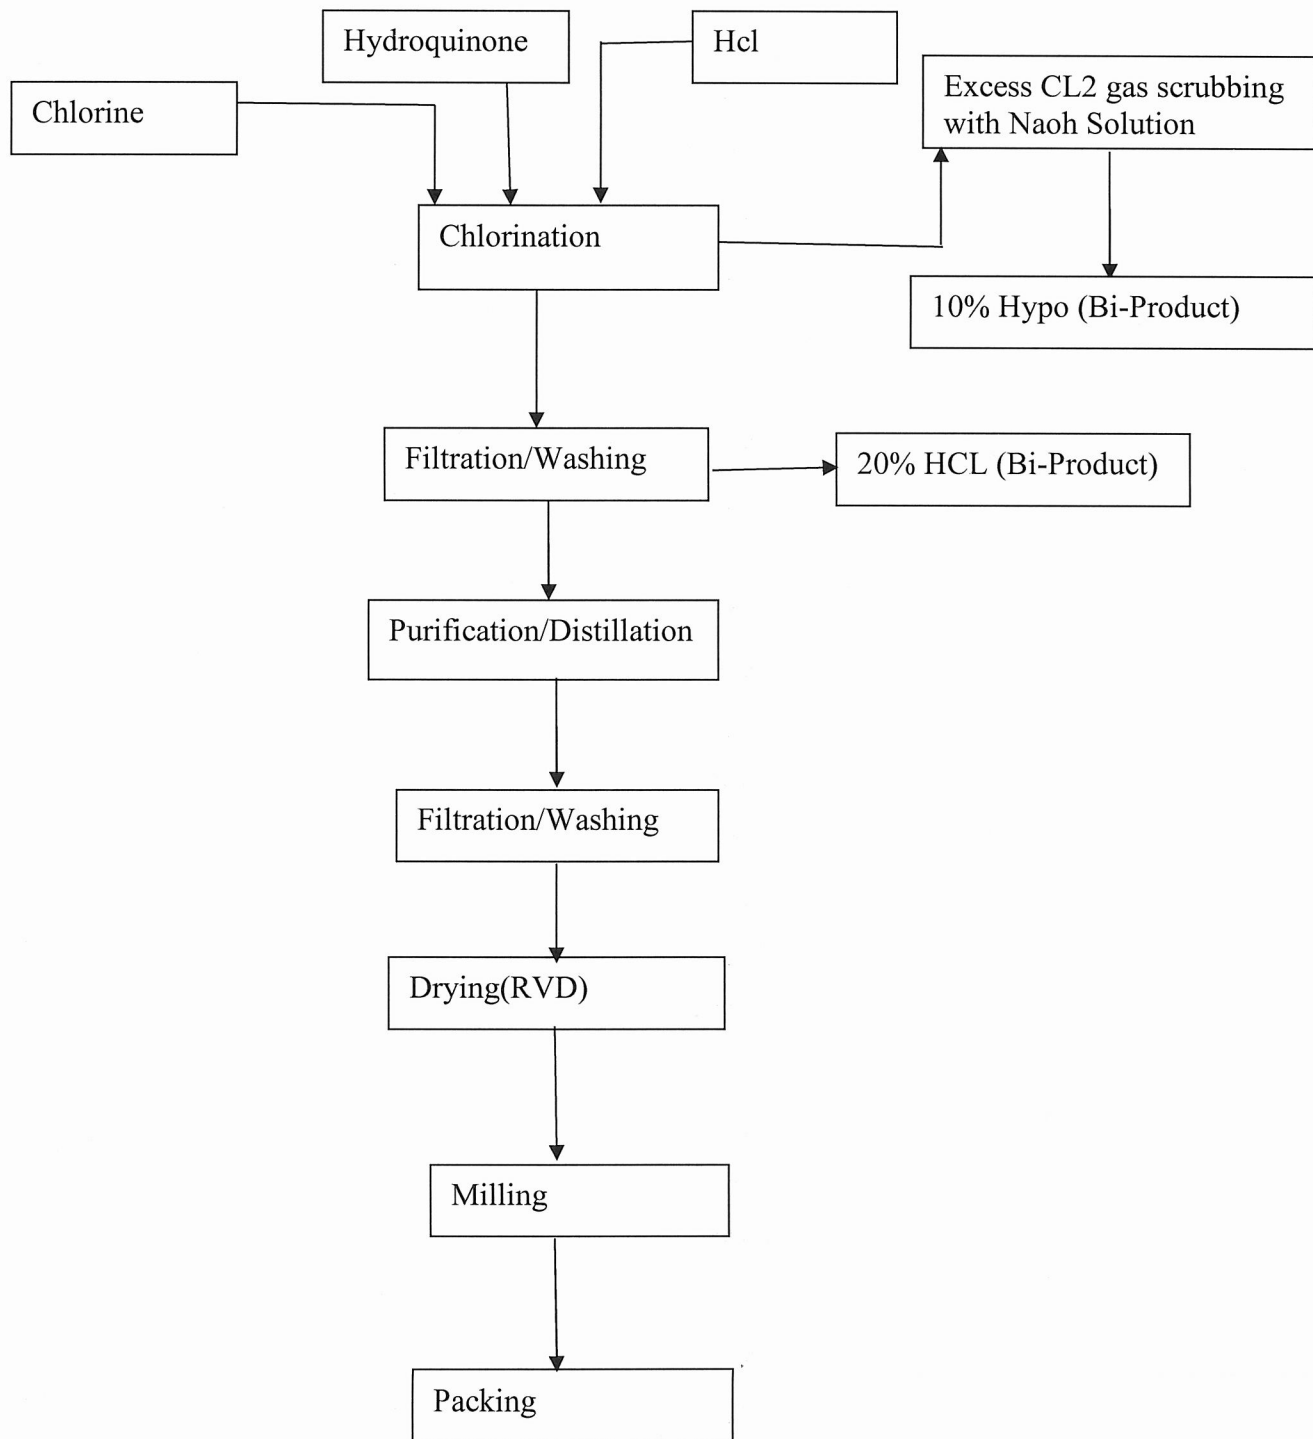 Hydroquinone
Hcl
Chlorine
Excess CL2 gas scrubbing
with Naoh Solution
Chlorination
10% Hypo (Bi-Product)
Filtration/Washing
20% HCL (Bi-Product)
Purification/Distillation
Filtration/Washing
Drying(RVD)
Milling
Packing